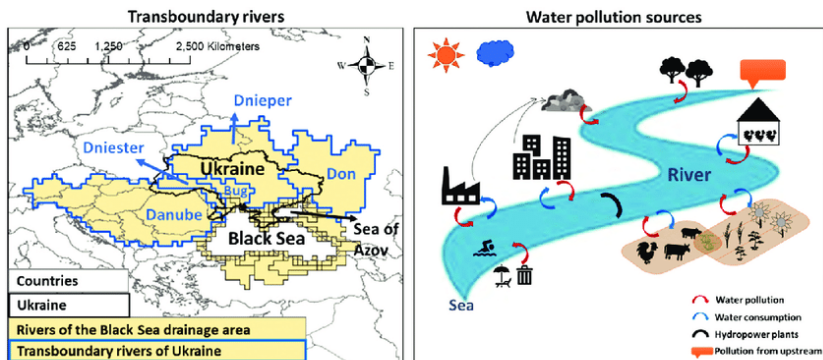 Transboundary rivers
0 625 1,250 2,500 Kilometers
N
W E
S
Dnieper
Dniester
Ukraine
Don
Bug
Danube
Black Sea
Sea of
Azov
Countries
Ukraine
Rivers of the Black Sea drainage area
Transboundary rivers of Ukraine
Water pollution sources
River
Sea
Water pollution
Water consumption
Hydropower plants
Pollution from upstream